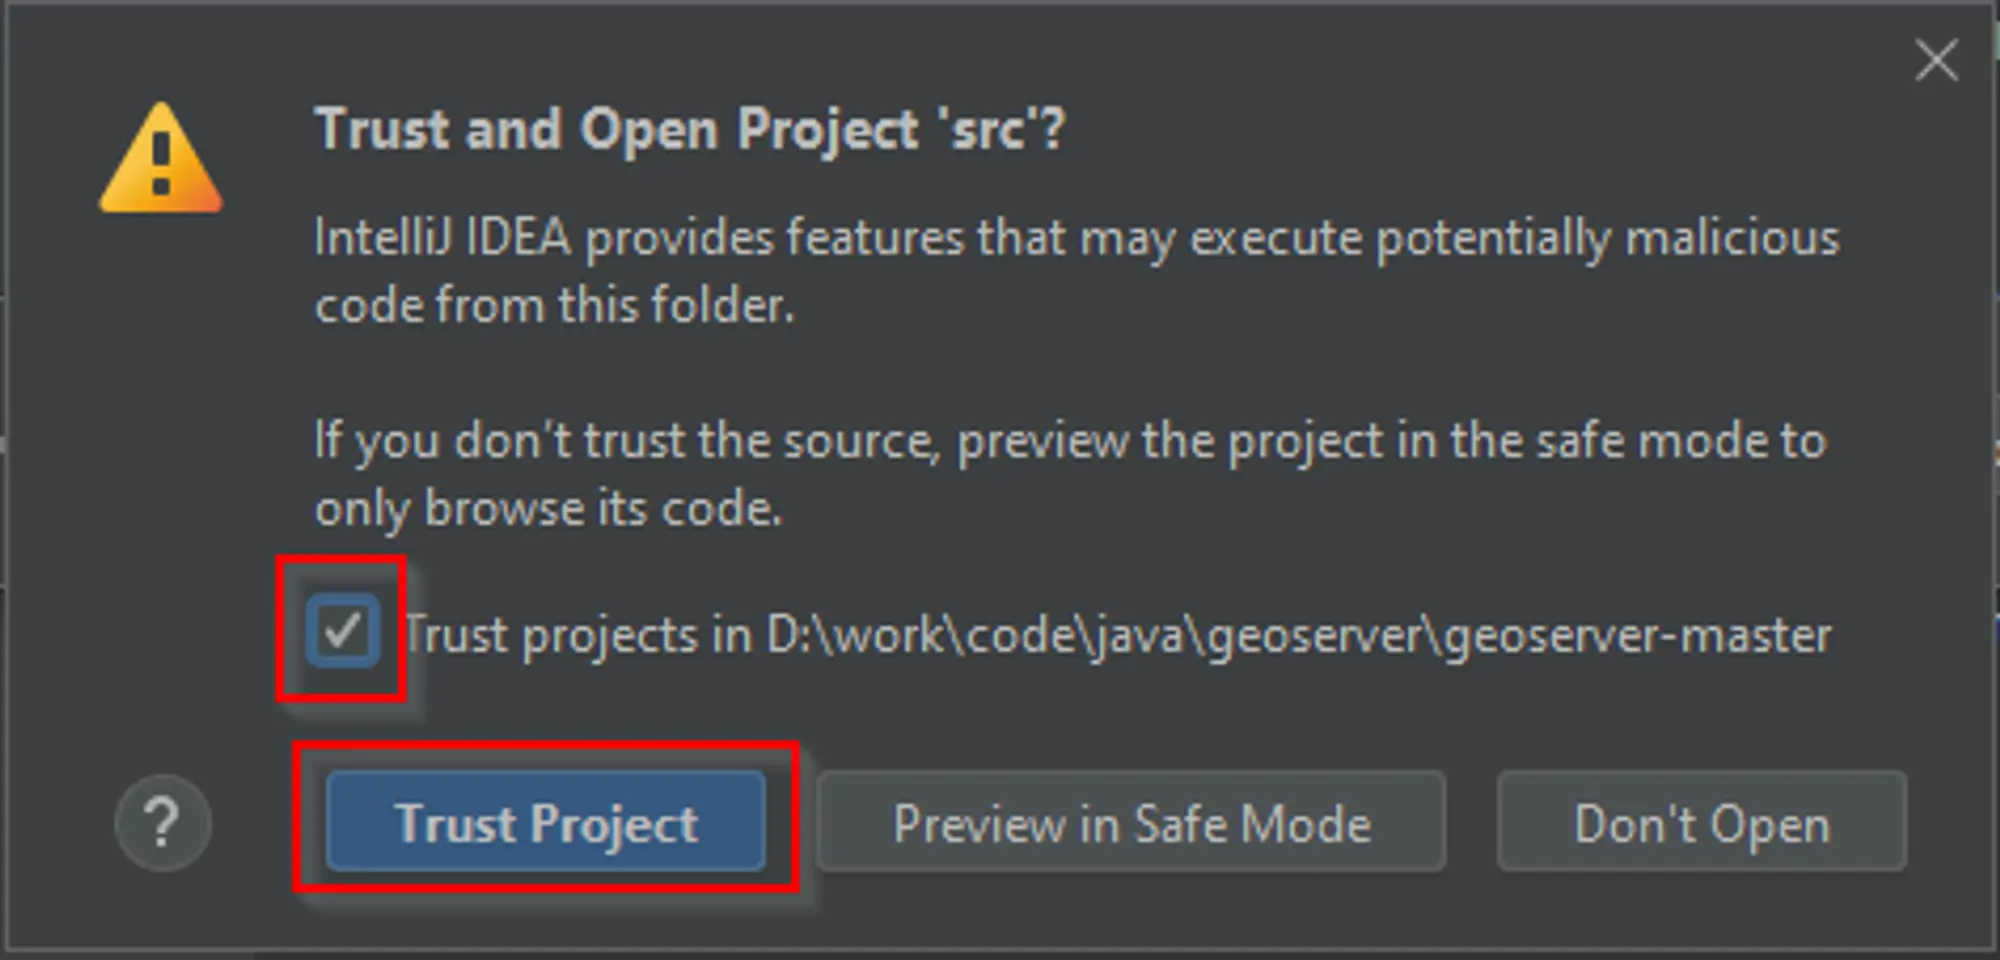 Trust and Open Project 'src'?
IntelliJ IDEA provides features that may execute potentially malicious
code from this folder.
If you don't trust the source, preview the project in the safe mode to
only browse its code.
Trust projects in D:\work\code\java\geoserver\geoserver-master
?
Trust Project
Preview in Safe Mode
Don't Open